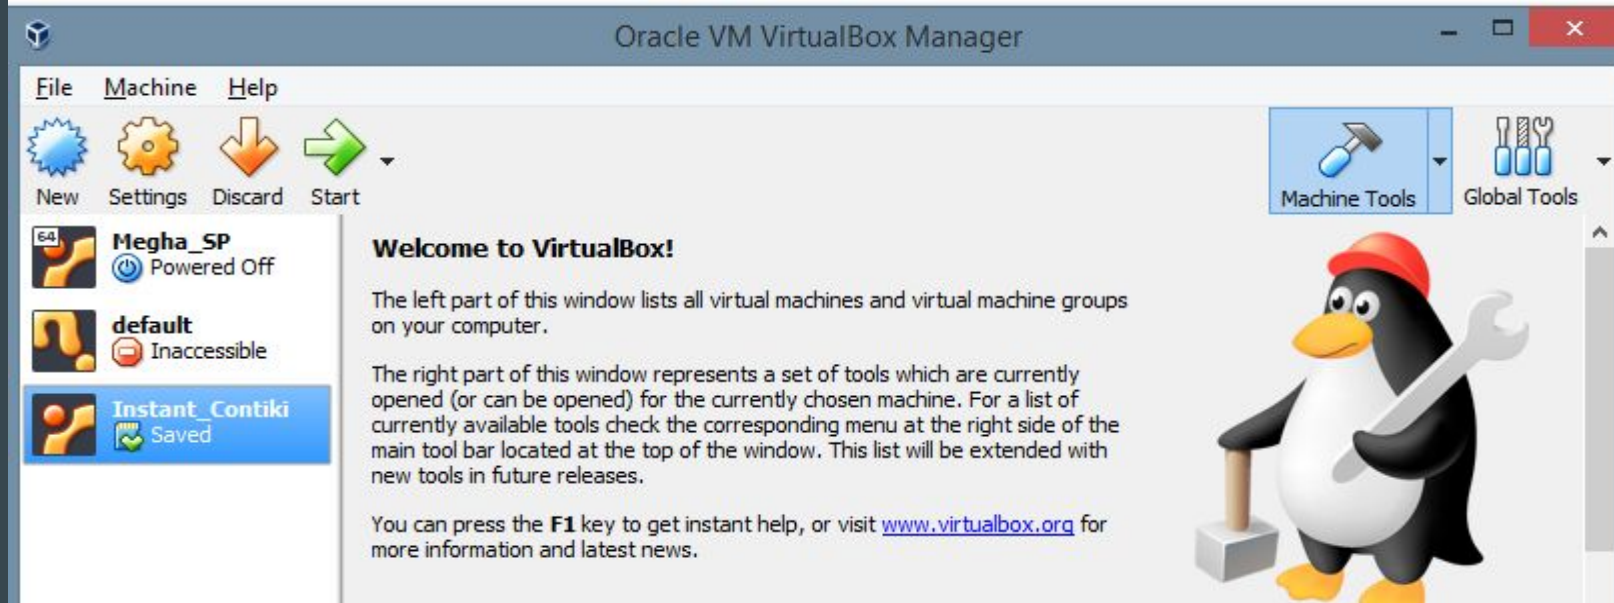 Oracle VM VirtualBox Manager
File Machine Help
New Settings Discard Start Machine Tools Global Tools
64
Megha_SP
Powered Off
default
Inaccessible
Instant_Contiki
Saved
Welcome to VirtualBox!
The left part of this window lists all virtual machines and virtual machine groups
on your computer.
The right part of this window represents a set of tools which are currently
opened (or can be opened) for the currently chosen machine. For a list of
currently available tools check the corresponding menu at the right side of the
main tool bar located at the top of the window. This list will be extended with
new tools in future releases.
You can press the F1 key to get instant help, or visit www.virtualbox.org for
more information and latest news.